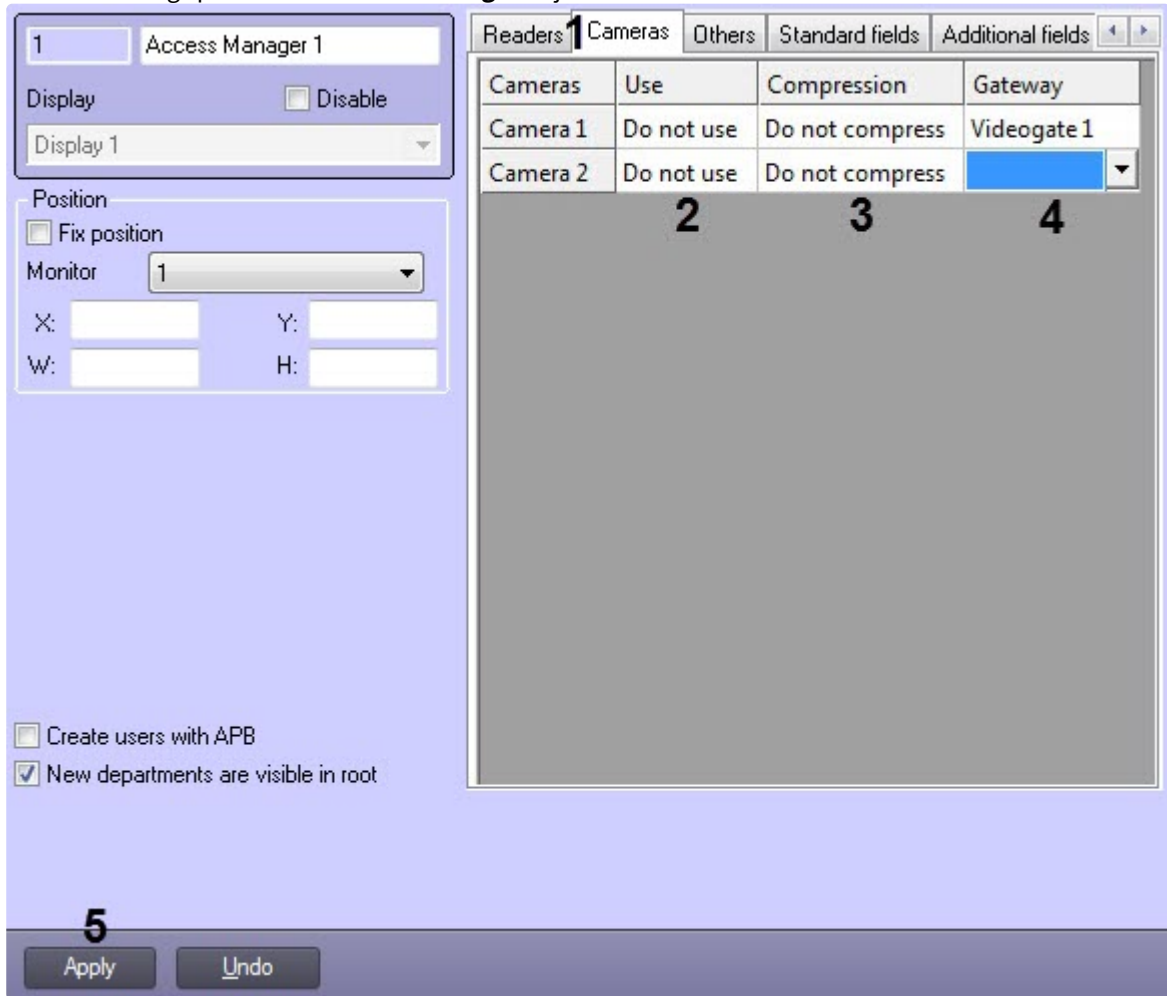 1 Access Manager 1
Display Disable
Display 1
Position
Fix position
Monitor 1
X: Y:
W: H:
Create users with APB
New departments are visible in root
Readers 1 Cameras Others Standard fields Additional fields
Cameras Use Compression Gateway
Camera 1 Do not use Do not compress Videogate 1
Camera 2 Do not use Do not compress
2 3 4
5
Apply Undo